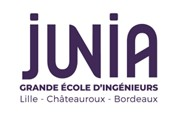 JUNIA
GRANDE ÉCOLE D'INGÉNIEURS
Lille - Châteauroux - Bordeaux